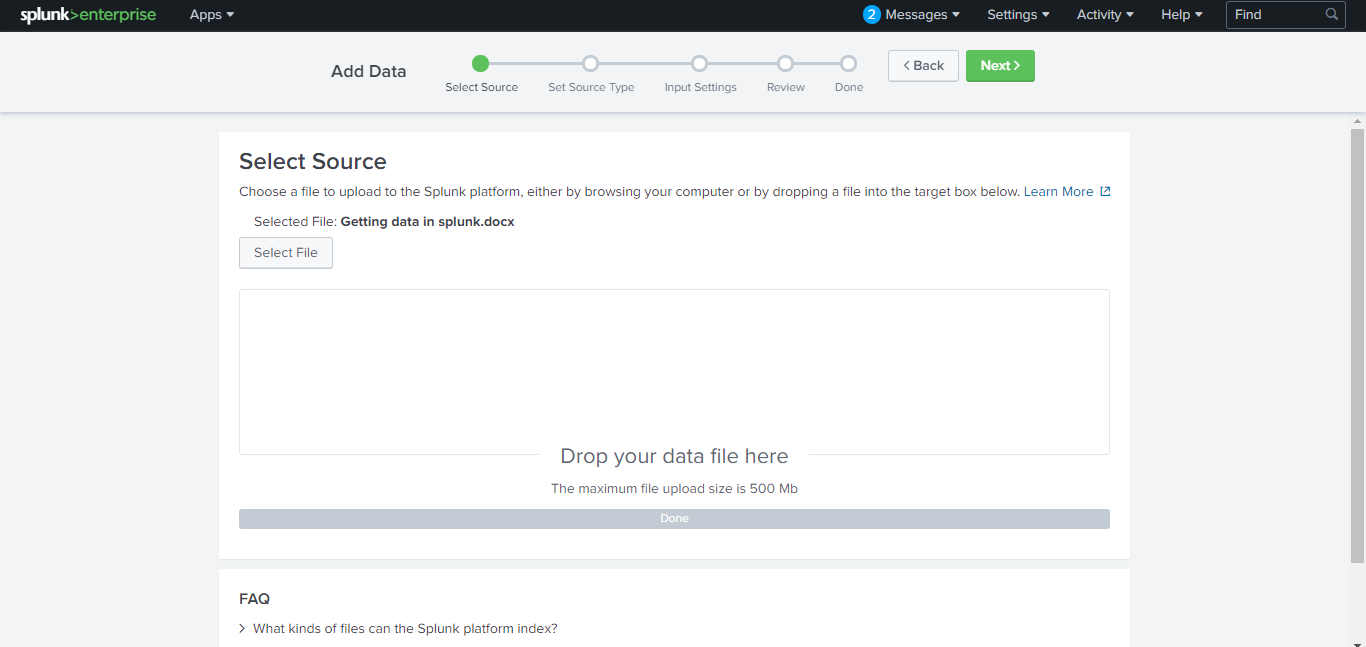 splunk>enterprise Apps 2 Messages Settings Activity Help Find
Add Data
Select Source Set Source Type Input Settings Review Done
< Back Next >
Select Source
Choose a file to upload to the Splunk platform, either by browsing your computer or by dropping a file into the target box below. Learn More
Selected File: Getting data in splunk.docx
Select File
Drop your data file here
The maximum file upload size is 500 Mb
Done
FAQ
> What kinds of files can the Splunk platform index?